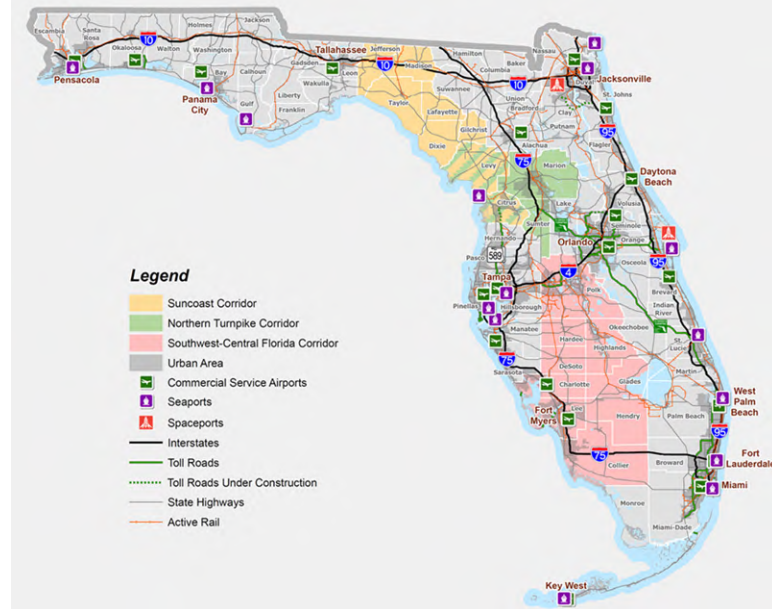 Escambia
Santa
Rosa
Okaloosa
Holmes
Jackson
Walton
Washington
10
Bay
Calhoun
Gadsden
Liberty
Gulf
Franklin
Wakulla
Leon
Pensacola
Panama
City
Tallahassee
Jefferson
Madison
10
Taylor
Hamilton
Suwannee
Lafayette
Dixie
Columbia
Baker
Nassau
Duval
Jacksonville
10
Union
Bradford
Clay
St. Johns
Gilchrist
Alachua
Putnam
95
Flagler
Levy
75
Marion
Daytona
Beach
Volusia
Citrus
Lake
Sumter
Seminole
Hernando
Orlando
Orange
589
Pasco
4
Osceola
95
Tampa
Brevard
Pinellas
Hillsborough
Polk
Indian
River
Manatee
Hardee
Okeechobee
Highlands
St.
Lucie
75
Sarasota
DeSoto
Martin
Charlotte
Glades
West
Palm
Beach
Fort
Myers
Lee
Hendry
Palm Beach
95
75
Collier
Broward
Fort
Lauderdale
Miami
Monroe
Miami-Dade
Key West
Legend
Suncoast Corridor
Northern Turnpike Corridor
Southwest-Central Florida Corridor
Urban Area
Commercial Service Airports
Seaports
Spaceports
Interstates
Toll Roads
Toll Roads Under Construction
State Highways
Active Rail